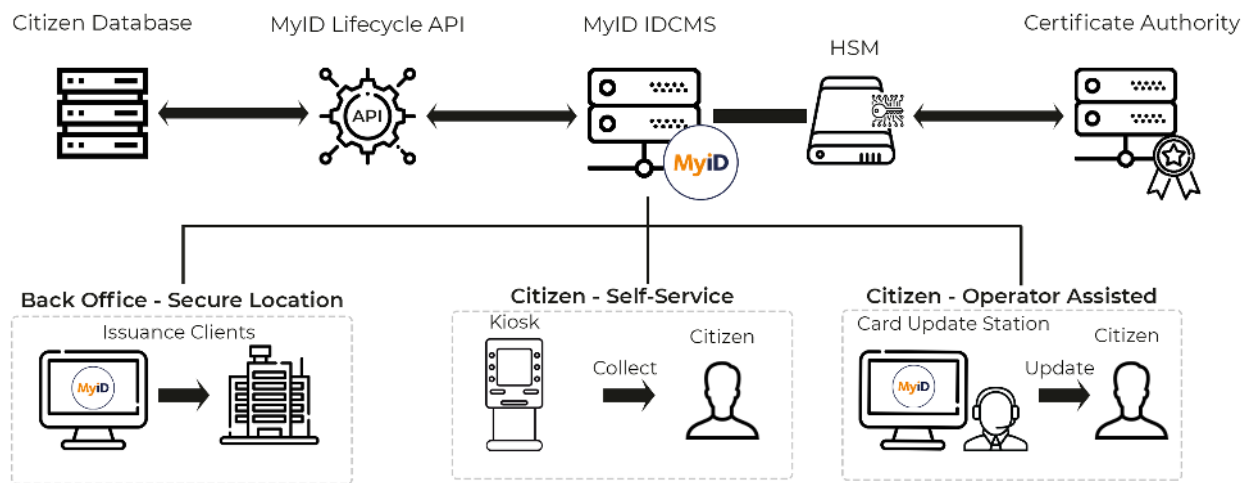 Citizen Database
MyID Lifecycle API
MyID IDCMS
HSM
Certificate Authority
API
MyiD
Back Office - Secure Location
Citizen - Self-Service
Citizen - Operator Assisted
Issuance Clients
MyiD
Kiosk
Collect
Citizen
Card Update Station
MyiD
Update
Citizen